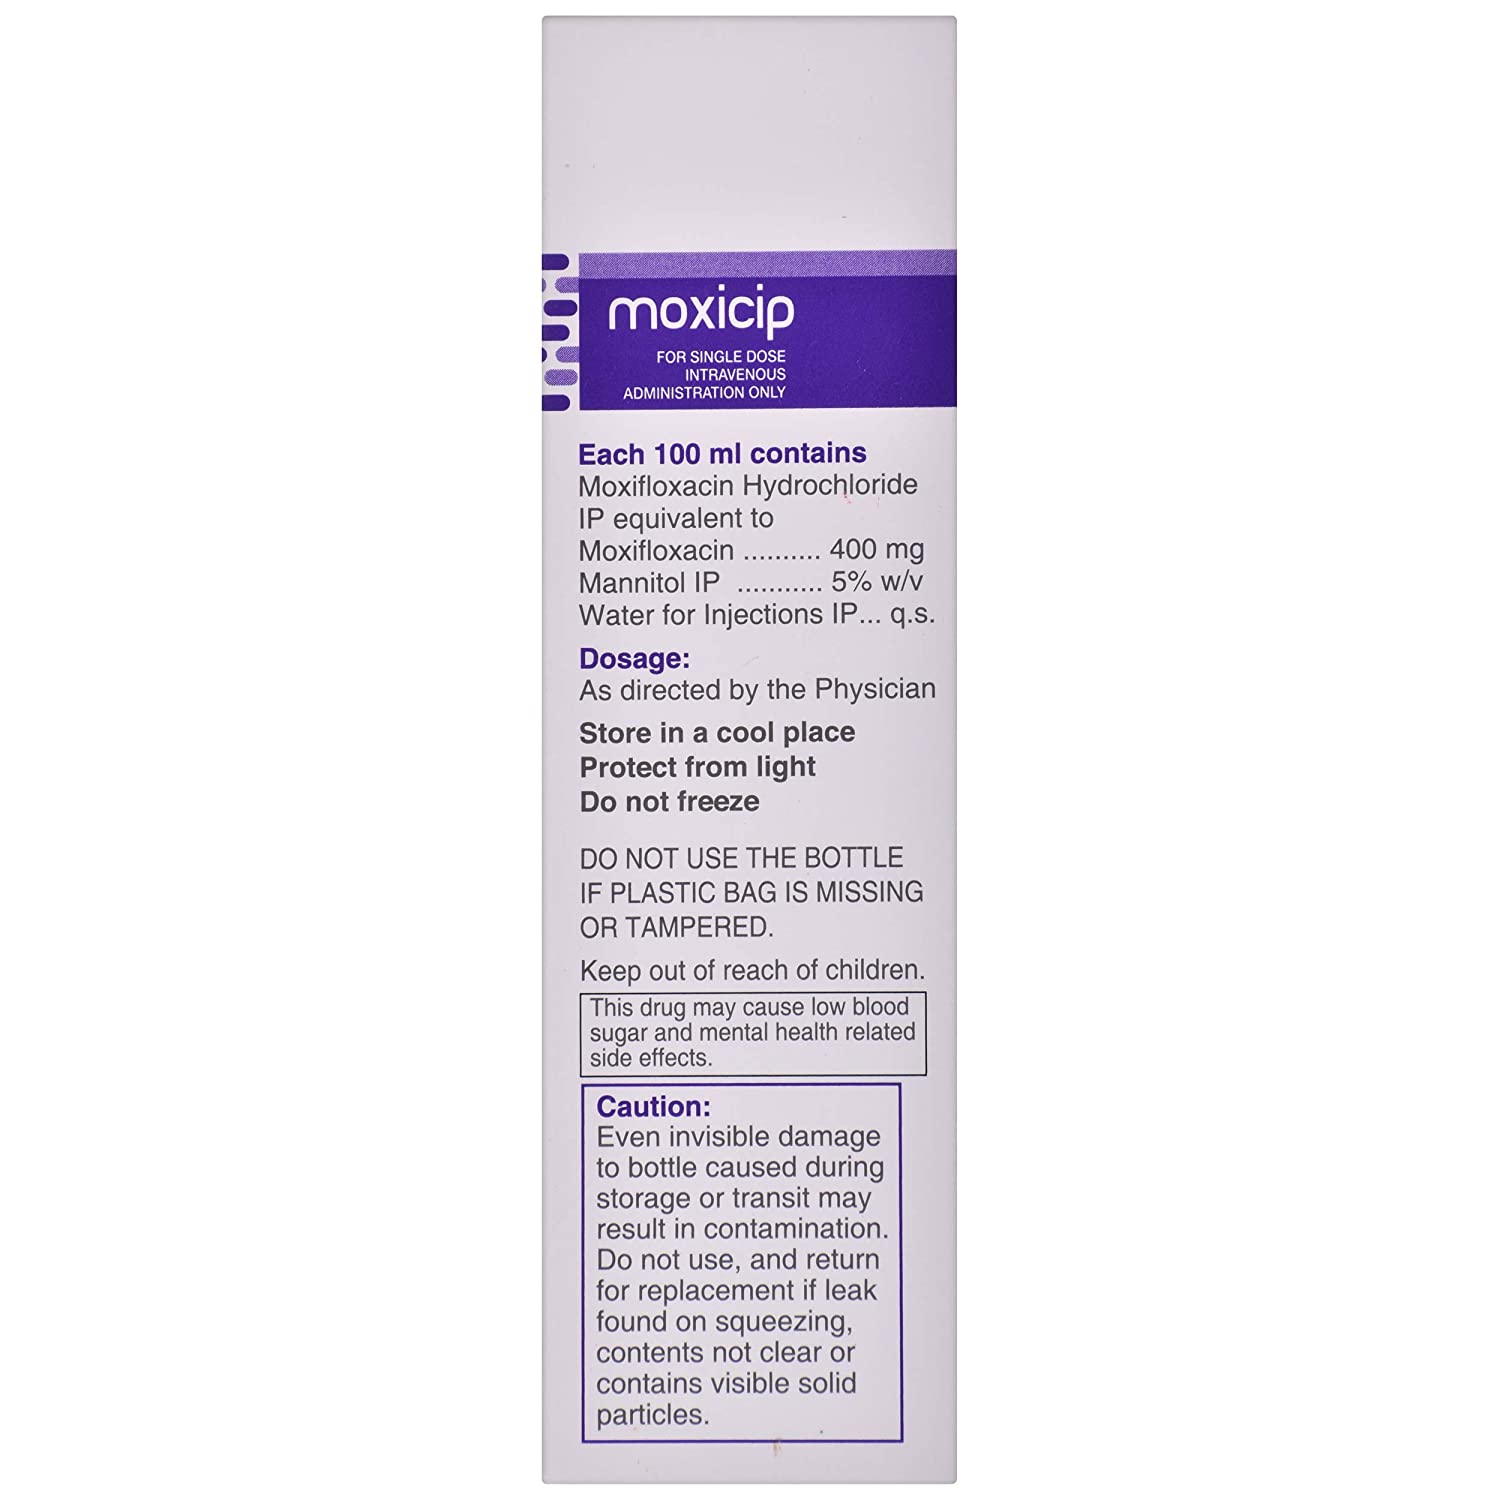 moxicip
FOR SINGLE DOSE
INTRAVENOUS
ADMINISTRATION ONLY
Each 100 ml contains
Moxifloxacin Hydrochloride
IP equivalent to
Moxifloxacin .......... 400 mg
Mannitol IP ........... 5% w/v
Water for Injections IP... q.s.
Dosage:
As directed by the Physician
Store in a cool place
Protect from light
Do not freeze
DO NOT USE THE BOTTLE
IF PLASTIC BAG IS MISSING
OR TAMPERED.
Keep out of reach of children.
This drug may cause low blood
sugar and mental health related
side effects.
Caution:
Even invisible damage
to bottle caused during
storage or transit may
result in contamination.
Do not use, and return
for replacement if leak
found on squeezing,
contents not clear or
contains visible solid
particles.